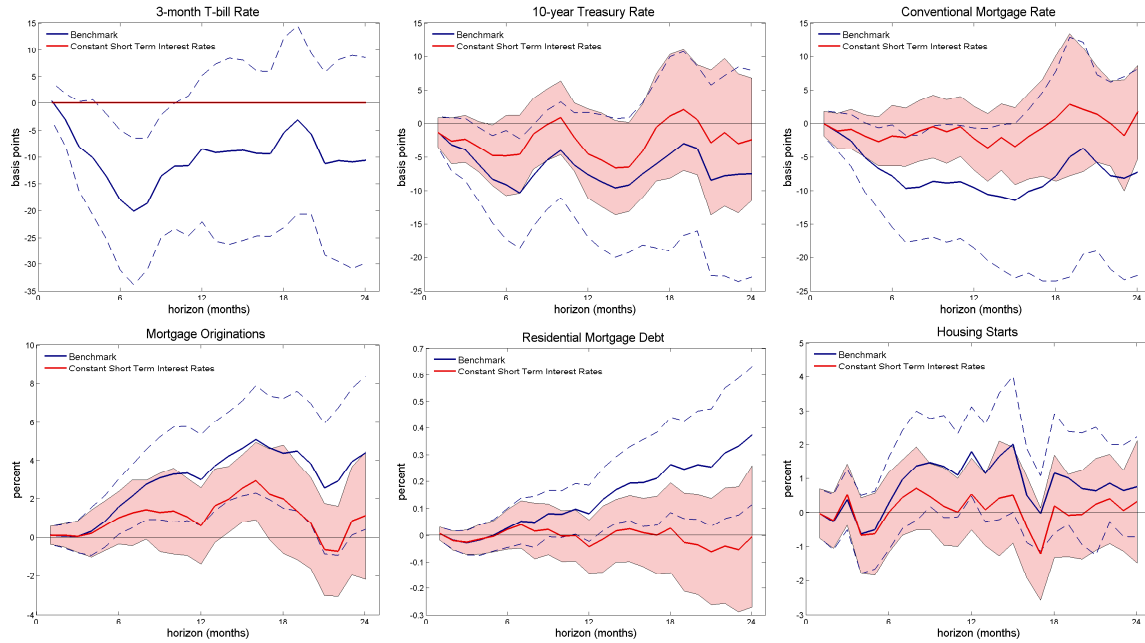 3-month T-bill Rate
15
10
5
0
-5
-10
-15
-20
-25
-30
-35
basis points
Benchmark
Constant Short Term Interest Rates
0
6
12
18
24
horizon (months)
10-year Treasury Rate
15
10
5
0
-5
-10
-15
-20
-25
basis points
Benchmark
Constant Short Term Interest Rates
0
6
12
18
24
horizon (months)
Conventional Mortgage Rate
15
10
5
0
-5
-10
-15
-20
-25
basis points
Benchmark
Constant Short Term Interest Rates
0
6
12
18
24
horizon (months)
Mortgage Originations
10
8
6
4
2
0
-2
-4
percent
Benchmark
Constant Short Term Interest Rates
0
6
12
18
24
horizon (months)
Residential Mortgage Debt
0.7
0.6
0.5
0.4
0.3
0.2
0.1
0
-0.1
-0.2
-0.3
percent
Benchmark
Constant Short Term Interest Rates
0
6
12
18
24
horizon (months)
Housing Starts
5
4
3
2
1
0
-1
-2
-3
percent
Benchmark
Constant Short Term Interest Rates
0
6
12
18
24
horizon (months)